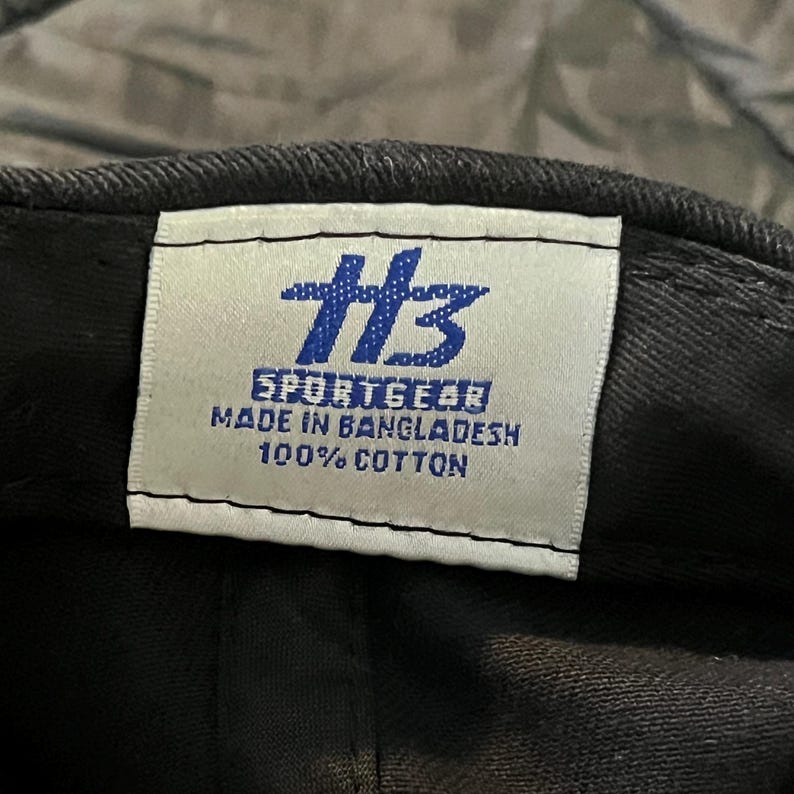 H3
SPORTGEAR
MADE IN BANGLADESH
100% COTTON